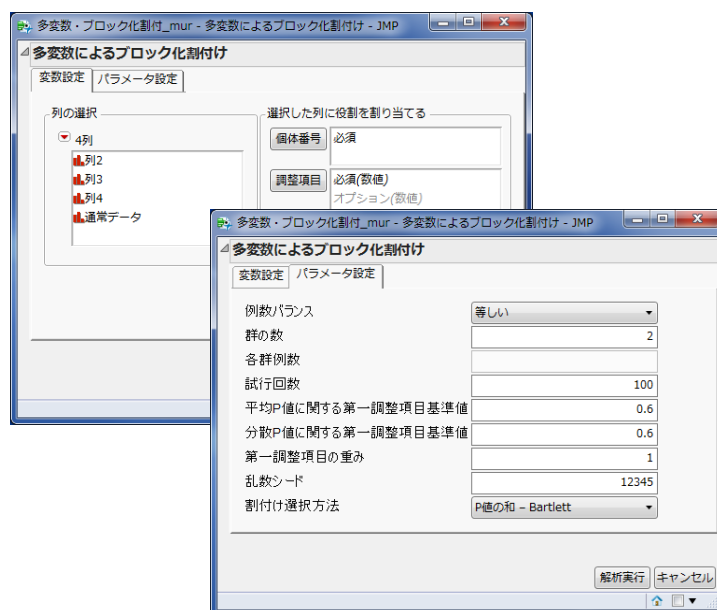 多変数・ブロック化割付_mur - 多変数によるブロック化割付け - JMP
多変数によるブロック化割付け
変数設定 パラメータ設定
列の選択
4列
列2
列3
列4
通常データ
選択した列に役割を割り当てる
個体番号 必須
調整項目 必須(数値)
オプション(数値)
多変数・ブロック化割付_mur - 多変数によるブロック化割付け - JMP
多変数によるブロック化割付け
変数設定 パラメータ設定
例数バランス 等しい
群の数 2
各群例数
試行回数 100
平均P値に関する第一調整項目基準値 0.6
分散P値に関する第一調整項目基準値 0.6
第一調整項目の重み 1
乱数シード 12345
割付け選択方法 P値の和 – Bartlett
解析実行 キャンセル